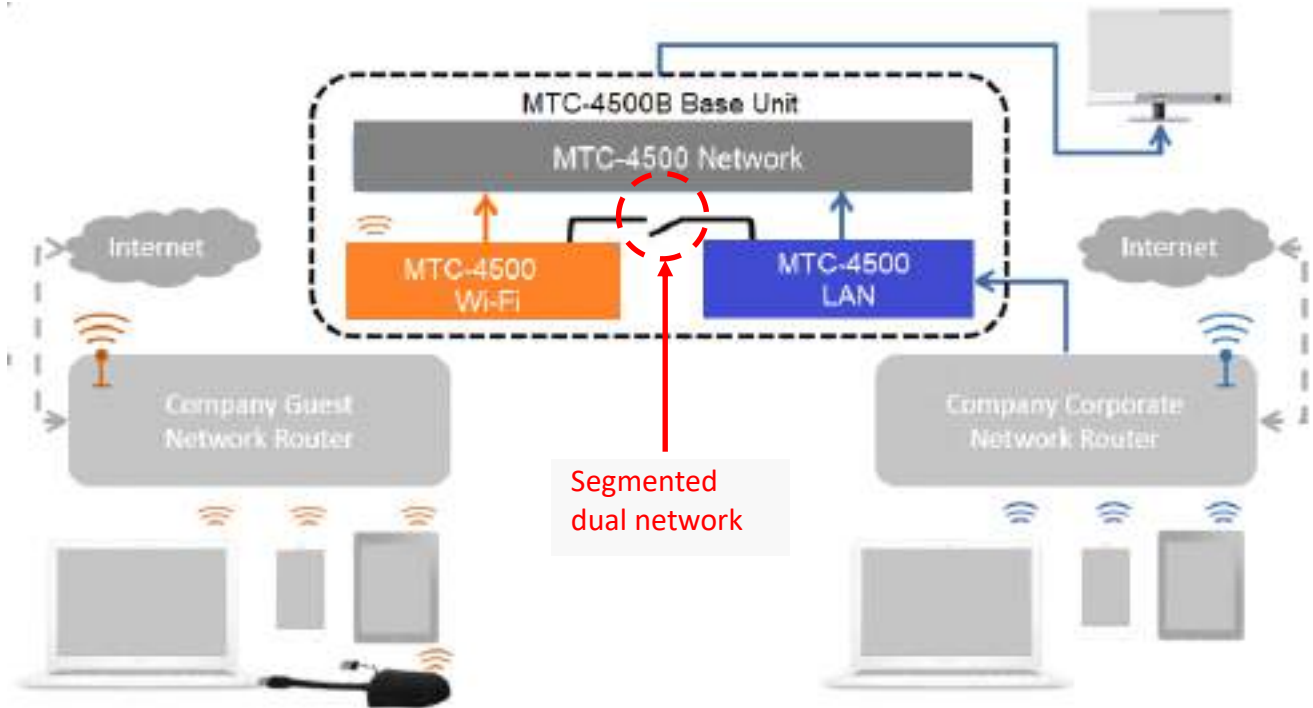 MTC-4500B Base Unit
MTC-4500 Network
Internet
MTC-4500
Wi-Fi
MTC-4500
LAN
Internet
Company Guest
Network Router
Company Corporate
Network Router
Segmented
dual network